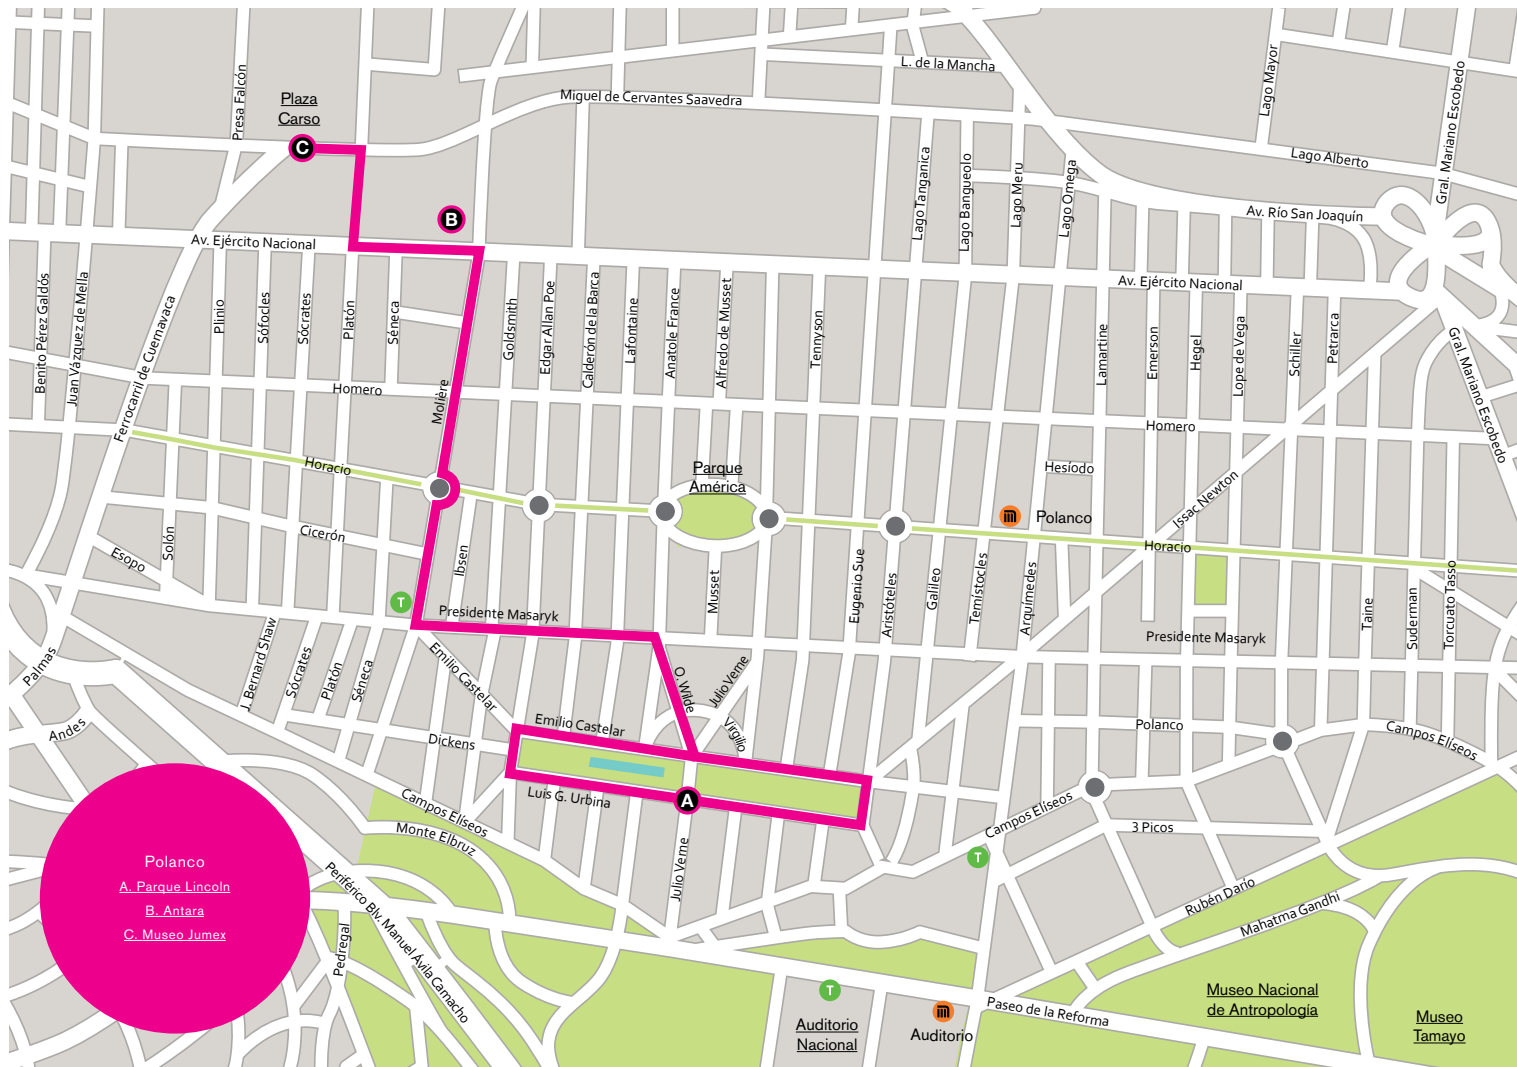 Plaza
Carso
C
B
A
Presa Falcón
Miguel de Cervantes Saavedra
L. de la Mancha
Lago Mayor
Gral. Mariano Escobedo
Lago Alberto
Lago Tanganica
Lago Bangueolo
Lago Meru
Lago Omega
Av. Río San Joaquín
Av. Ejército Nacional
Av. Ejército Nacional
Benito Pérez Galdós
Juan Vázquez de Mella
Ferrocarril de Cuernavaca
Plinio
Sófocles
Sócrates
Platón
Séneca
Molière
Goldsmith
Edgar Allan Poe
Calderón de la Barca
Lafontaine
Anatole France
Alfredo de Musset
Tennyson
Lamartine
Emerson
Hegel
Lope de Vega
Schiller
Petrarca
Gral. Mariano Escobedo
Homero
Homero
Horacio
Parque
América
Hesíodo
Polanco
Issac Newton
Horacio
Cicerón
Solón
Esopo
Ibsen
Musset
Eugenio Sue
Aristóteles
Galileo
Temístocles
Arquímedes
Taine
Suderman
Torcuato Tasso
T
Presidente Masaryk
Presidente Masaryk
Palmas
Andes
J. Bernard Shaw
Sócrates
Platón
Séneca
Emilio Castelar
O. Wilde
Julio Verne
Virgilio
Emilio Castelar
Dickens
Luis G. Urbina
Polanco
Campos Elíseos
Campos Elíseos
Campos Elíseos
Monte Elbruz
3 Picos
T
Julio Verne
Rubén Darío
Mahatma Gandhi
Periférico Blv. Manuel Ávila Camacho
Pedregal
Polanco
A. Parque Lincoln
B. Antara
C. Museo Jumex
T
Auditorio
Nacional
Auditorio
Paseo de la Reforma
Museo Nacional
de Antropología
Museo
Tamayo